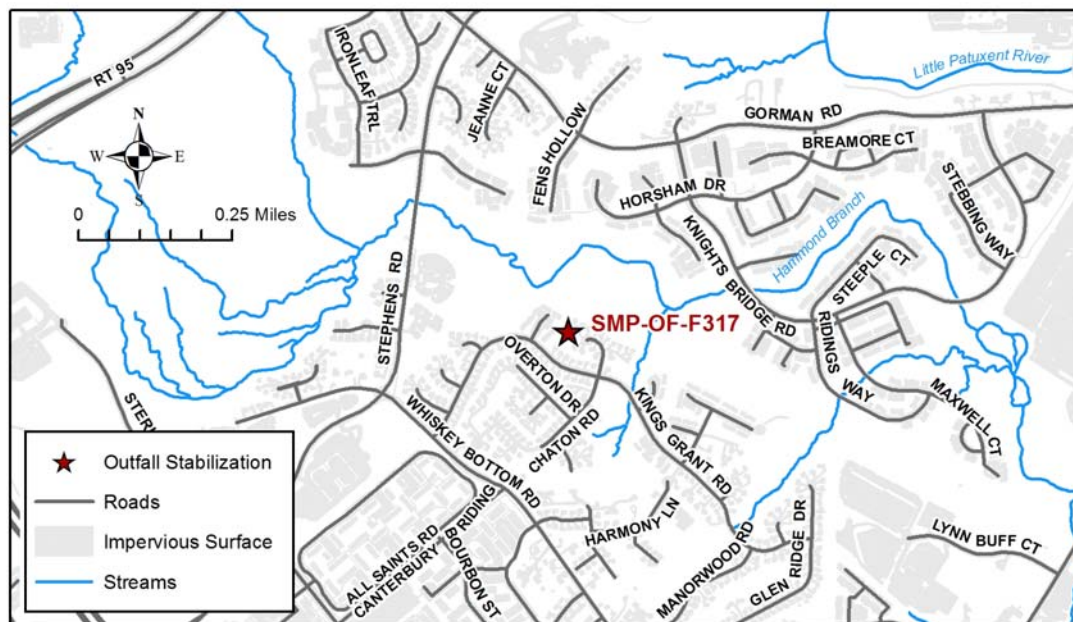 RT 95
IRONLEAF TRL
JEANNE CT
FENS HOLLOW
Little Patuxent River
GORMAN RD
BREAMORE CT
HORSHAM DR
STEBBING WAY
N
W
E
S
0
0.25 Miles
KNIGHTS BRIDGE RD
Hammond Branch
STEEPLE CT
STEPHENS RD
SMP-OF-F317
RIDINGS WAY
OVERTON DR
MAXWELL CT
WHISKEY BOTTOM RD
CHATON RD
KINGS GRANT RD
ALL SAINTS RD
CANTERBURY RIDING
BOURBON ST
HARMONY LN
MANORWOOD RD
GLEN RIDGE DR
LYNN BUFF CT
Outfall Stabilization
Roads
Impervious Surface
Streams